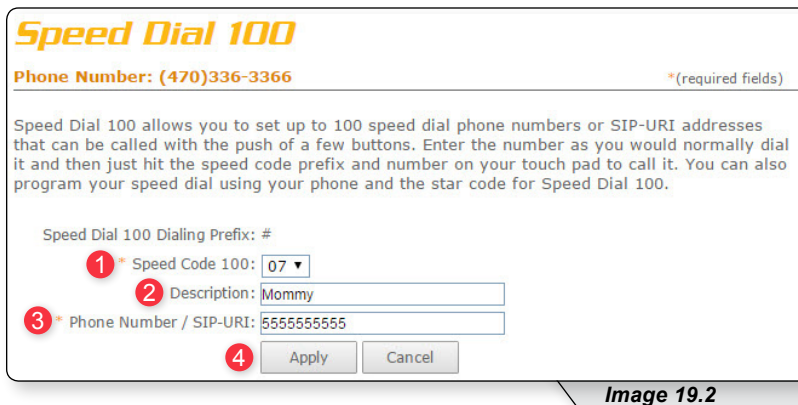 Speed Dial 100
Phone Number: (470)336-3366 *(required fields)
Speed Dial 100 allows you to set up to 100 speed dial phone numbers or SIP-URI addresses
that can be called with the push of a few buttons. Enter the number as you would normally dial
it and then just hit the speed code prefix and number on your touch pad to call it. You can also
program your speed dial using your phone and the star code for Speed Dial 100.
Speed Dial 100 Dialing Prefix: #
1 * Speed Code 100: 07 ▼
2 Description: Mommy
3 * Phone Number / SIP-URI: 5555555555
4 Apply Cancel
Image 19.2